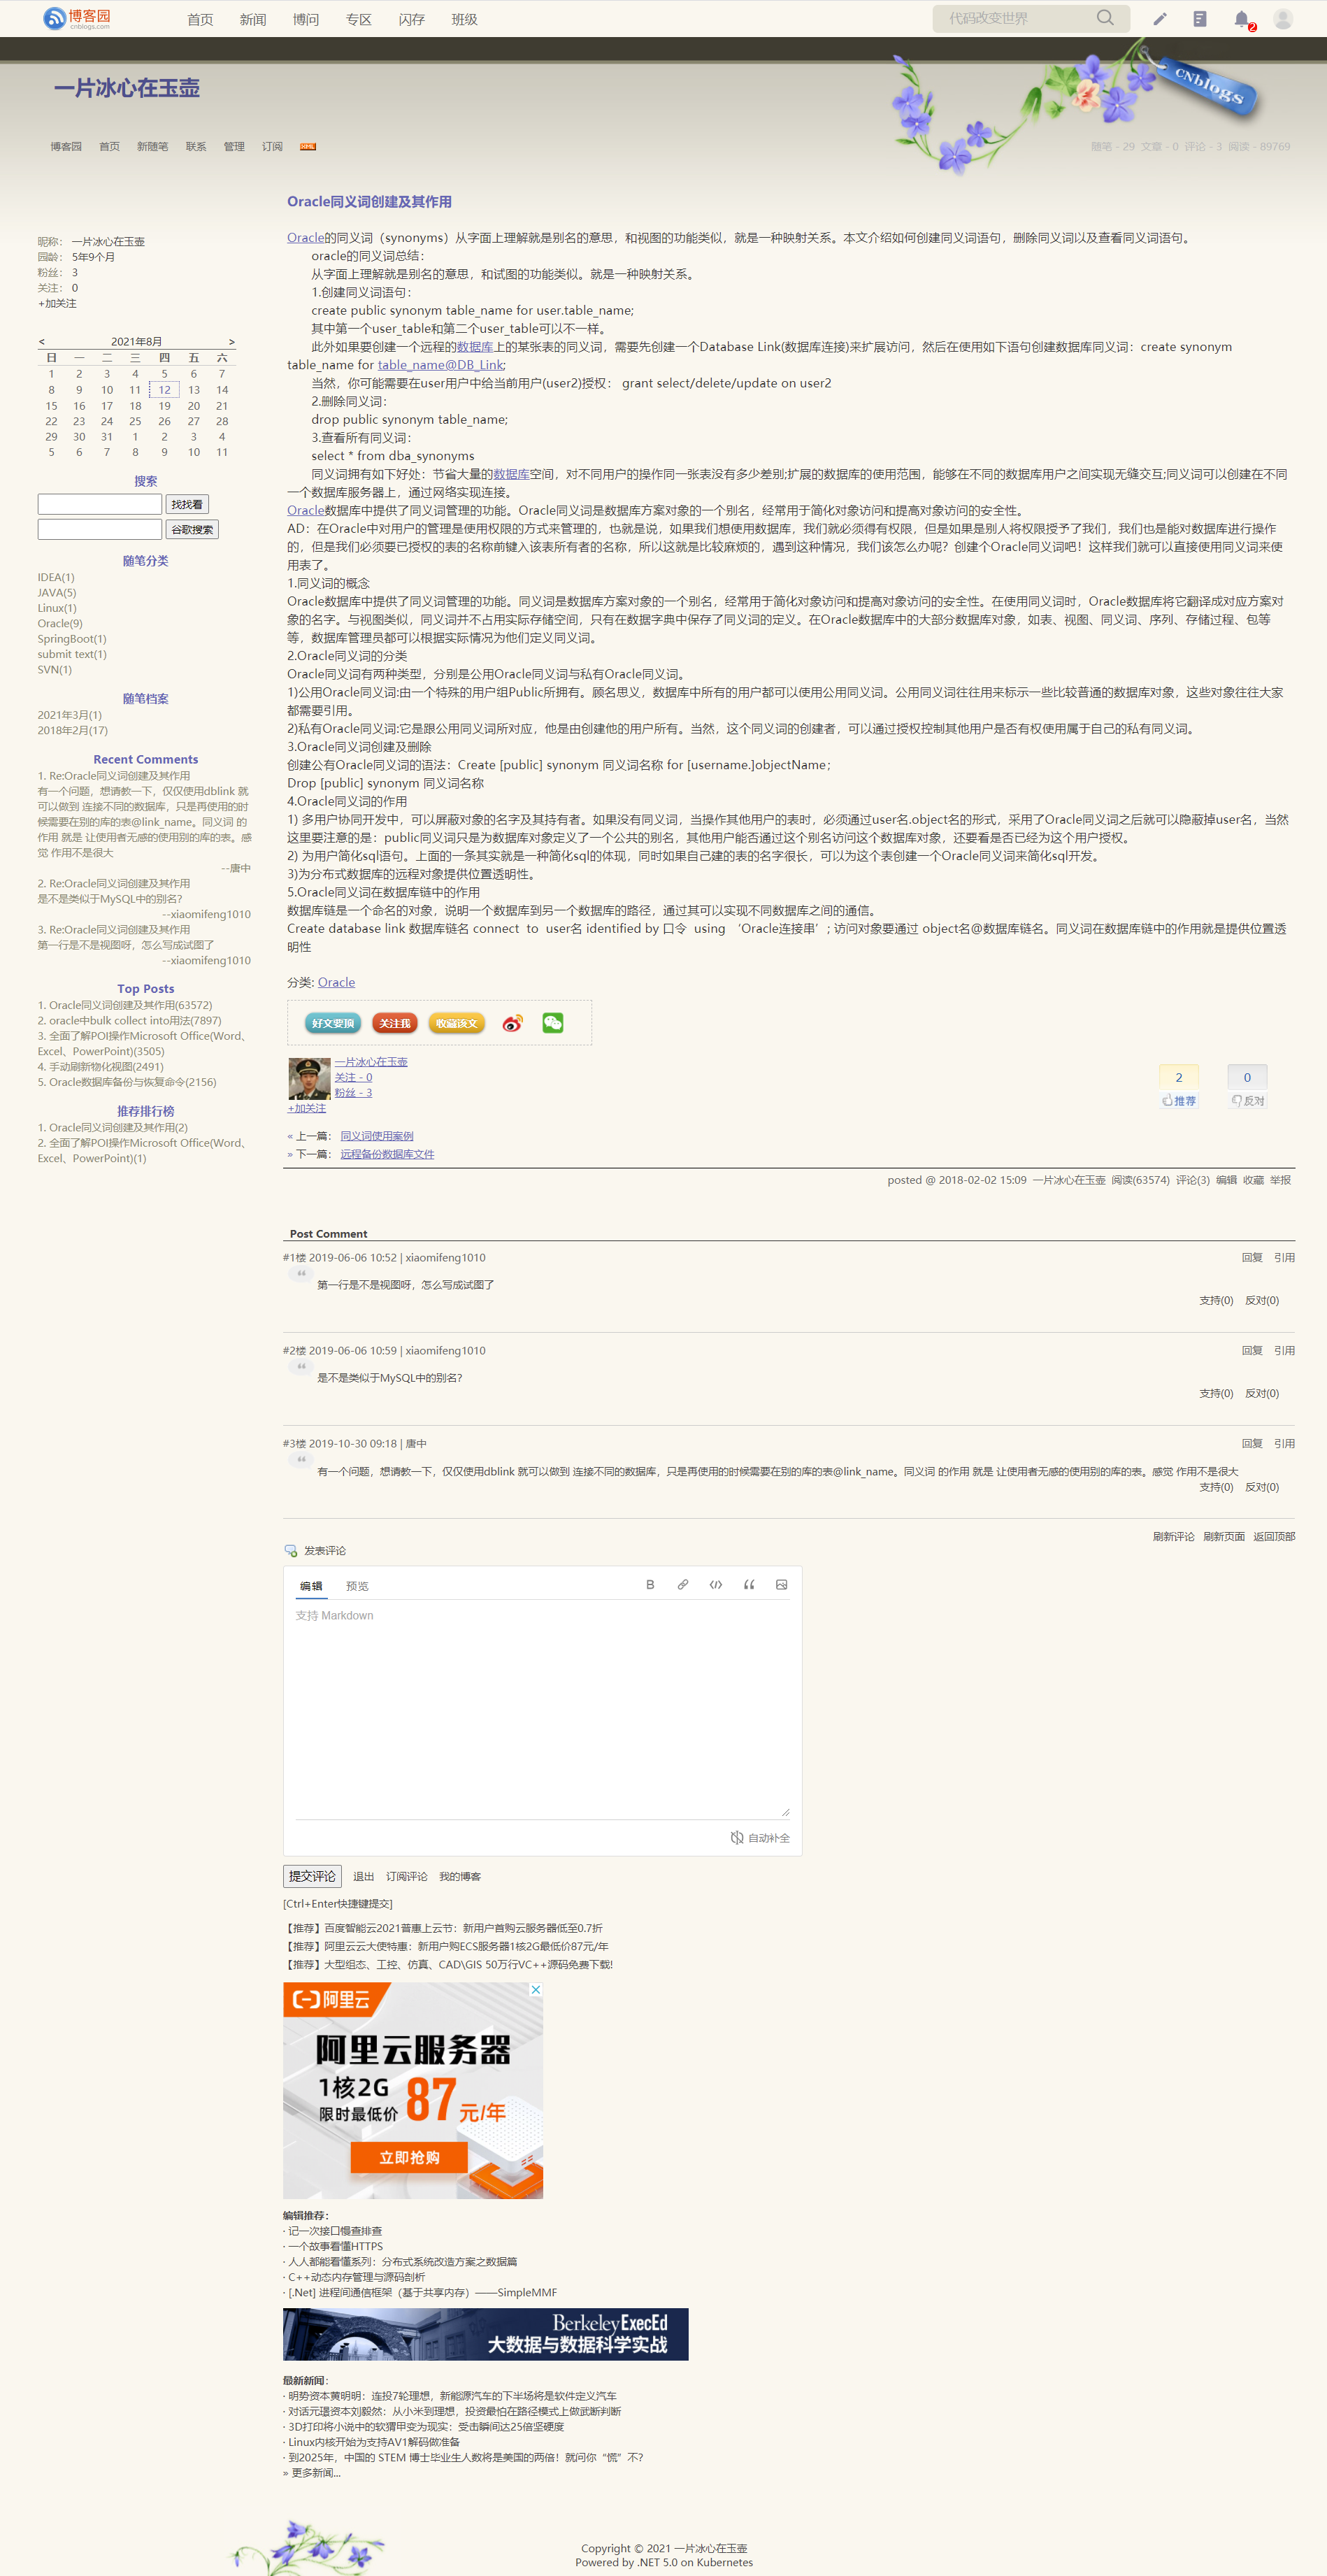 博客园
cnblogs.com
首页 新闻 博问 专区 闪存 班级
代码改变世界
2
CNblogs
一片冰心在玉壶
博客园 首页 新随笔 联系 管理 订阅 XML
随笔 - 29 文章 - 0 评论 - 3 阅读 - 89769
昵称： 一片冰心在玉壶
园龄： 5年9个月
粉丝： 3
关注： 0
+加关注
< 2021年8月 >
日 一 二 三 四 五 六
1 2 3 4 5 6 7
8 9 10 11 12 13 14
15 16 17 18 19 20 21
22 23 24 25 26 27 28
29 30 31 1 2 3 4
5 6 7 8 9 10 11
搜索
找找看
谷歌搜索
随笔分类
IDEA(1)
JAVA(5)
Linux(1)
Oracle(9)
SpringBoot(1)
submit text(1)
SVN(1)
随笔档案
2021年3月(1)
2018年2月(17)
Recent Comments
1. Re:Oracle同义词创建及其作用
有一个问题，想请教一下，仅仅使用dblink 就
可以做到 连接不同的数据库，只是再使用的时
候需要在别的库的表@link_name。同义词 的
作用 就是 让使用者无感的使用别的库的表。感
觉 作用不是很大
--唐中
2. Re:Oracle同义词创建及其作用
是不是类似于MySQL中的别名？
--xiaomifeng1010
3. Re:Oracle同义词创建及其作用
第一行是不是视图呀，怎么写成试图了
--xiaomifeng1010
Top Posts
1. Oracle同义词创建及其作用(63572)
2. oracle中bulk collect into用法(7897)
3. 全面了解POI操作Microsoft Office(Word、
Excel、PowerPoint)(3505)
4. 手动刷新物化视图(2491)
5. Oracle数据库备份与恢复命令(2156)
推荐排行榜
1. Oracle同义词创建及其作用(2)
2. 全面了解POI操作Microsoft Office(Word、
Excel、PowerPoint)(1)
Oracle同义词创建及其作用
Oracle的同义词（synonyms）从字面上理解就是别名的意思，和视图的功能类似，就是一种映射关系。本文介绍如何创建同义词语句，删除同义词以及查看同义词语句。
oracle的同义词总结：
从字面上理解就是别名的意思，和试图的功能类似。就是一种映射关系。
1.创建同义词语句：
create public synonym table_name for user.table_name;
其中第一个user_table和第二个user_table可以不一样。
此外如果要创建一个远程的数据库上的某张表的同义词，需要先创建一个Database Link(数据库连接)来扩展访问，然后在使用如下语句创建数据库同义词：create synonym
table_name for table_name@DB_Link;
当然，你可能需要在user用户中给当前用户(user2)授权： grant select/delete/update on user2
2.删除同义词：
drop public synonym table_name;
3.查看所有同义词：
select * from dba_synonyms
同义词拥有如下好处：节省大量的数据库空间，对不同用户的操作同一张表没有多少差别;扩展的数据库的使用范围，能够在不同的数据库用户之间实现无缝交互;同义词可以创建在不同
一个数据库服务器上，通过网络实现连接。
Oracle数据库中提供了同义词管理的功能。Oracle同义词是数据库方案对象的一个别名，经常用于简化对象访问和提高对象访问的安全性。
AD：在Oracle中对用户的管理是使用权限的方式来管理的，也就是说，如果我们想使用数据库，我们就必须得有权限，但是如果是别人将权限授予了我们，我们也是能对数据库进行操作
的，但是我们必须要已授权的表的名称前键入该表所有者的名称，所以这就是比较麻烦的，遇到这种情况，我们该怎么办呢？创建个Oracle同义词吧！这样我们就可以直接使用同义词来使
用表了。
1.同义词的概念
Oracle数据库中提供了同义词管理的功能。同义词是数据库方案对象的一个别名，经常用于简化对象访问和提高对象访问的安全性。在使用同义词时，Oracle数据库将它翻译成对应方案对
象的名字。与视图类似，同义词并不占用实际存储空间，只有在数据字典中保存了同义词的定义。在Oracle数据库中的大部分数据库对象，如表、视图、同义词、序列、存储过程、包等
等，数据库管理员都可以根据实际情况为他们定义同义词。
2.Oracle同义词的分类
Oracle同义词有两种类型，分别是公用Oracle同义词与私有Oracle同义词。
1)公用Oracle同义词:由一个特殊的用户组Public所拥有。顾名思义，数据库中所有的用户都可以使用公用同义词。公用同义词往往用来标示一些比较普通的数据库对象，这些对象往往大家
都需要引用。
2)私有Oracle同义词:它是跟公用同义词所对应，他是由创建他的用户所有。当然，这个同义词的创建者，可以通过授权控制其他用户是否有权使用属于自己的私有同义词。
3.Oracle同义词创建及删除
创建公有Oracle同义词的语法：Create [public] synonym 同义词名称 for [username.]objectName；
Drop [public] synonym 同义词名称
4.Oracle同义词的作用
1) 多用户协同开发中，可以屏蔽对象的名字及其持有者。如果没有同义词，当操作其他用户的表时，必须通过user名.object名的形式，采用了Oracle同义词之后就可以隐蔽掉user名，当然
这里要注意的是：public同义词只是为数据库对象定义了一个公共的别名，其他用户能否通过这个别名访问这个数据库对象，还要看是否已经为这个用户授权。
2) 为用户简化sql语句。上面的一条其实就是一种简化sql的体现，同时如果自己建的表的名字很长，可以为这个表创建一个Oracle同义词来简化sql开发。
3)为分布式数据库的远程对象提供位置透明性。
5.Oracle同义词在数据库链中的作用
数据库链是一个命名的对象，说明一个数据库到另一个数据库的路径，通过其可以实现不同数据库之间的通信。
Create database link 数据库链名 connect to user名 identified by 口令 using ‘Oracle连接串’; 访问对象要通过 object名@数据库链名。同义词在数据库链中的作用就是提供位置透
明性
分类: Oracle
好文要顶 关注我 收藏该文
一片冰心在玉壶
关注 - 0
粉丝 - 3
+加关注
2 0
推荐 反对
« 上一篇： 同义词使用案例
» 下一篇： 远程备份数据库文件
posted @ 2018-02-02 15:09 一片冰心在玉壶 阅读(63574) 评论(3) 编辑 收藏 举报
Post Comment
#1楼 2019-06-06 10:52 | xiaomifeng1010 回复 引用
第一行是不是视图呀，怎么写成试图了
支持(0) 反对(0)
#2楼 2019-06-06 10:59 | xiaomifeng1010 回复 引用
是不是类似于MySQL中的别名？
支持(0) 反对(0)
#3楼 2019-10-30 09:18 | 唐中 回复 引用
有一个问题，想请教一下，仅仅使用dblink 就可以做到 连接不同的数据库，只是再使用的时候需要在别的库的表@link_name。同义词 的作用 就是 让使用者无感的使用别的库的表。感觉 作用不是很大
支持(0) 反对(0)
刷新评论 刷新页面 返回顶部
发表评论
编辑 预览 B
支持 Markdown
自动补全
提交评论 退出 订阅评论 我的博客
[Ctrl+Enter快捷键提交]
【推荐】百度智能云2021普惠上云节：新用户首购云服务器低至0.7折
【推荐】阿里云云大使特惠：新用户购ECS服务器1核2G最低价87元/年
【推荐】大型组态、工控、仿真、CAD\GIS 50万行VC++源码免费下载!
阿里云
阿里云服务器
1核2G
限时最低价 87元/年
立即抢购
编辑推荐：
· 记一次接口慢查排查
· 一个故事看懂HTTPS
· 人人都能看懂系列：分布式系统改造方案之数据篇
· C++动态内存管理与源码剖析
· [.Net] 进程间通信框架（基于共享内存）——SimpleMMF
Berkeley ExecEd
大数据与数据科学实战
最新新闻：
· 明势资本黄明明：连投7轮理想，新能源汽车的下半场将是软件定义汽车
· 对话元璟资本刘毅然：从小米到理想，投资最怕在路径模式上做武断判断
· 3D打印将小说中的软猬甲变为现实：受击瞬间达25倍坚硬度
· Linux内核开始为支持AV1解码做准备
· 到2025年，中国的 STEM 博士毕业生人数将是美国的两倍！就问你“慌”不？
» 更多新闻...
Copyright © 2021 一片冰心在玉壶
Powered by .NET 5.0 on Kubernetes